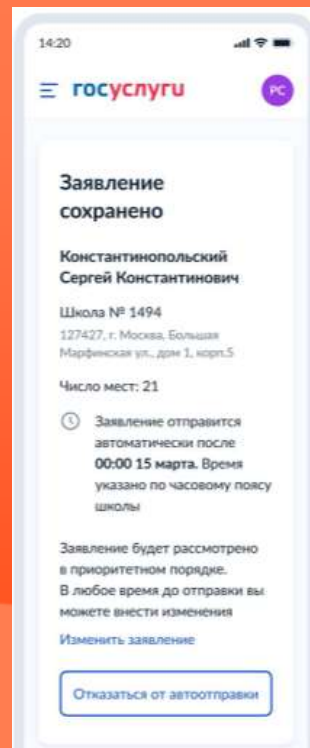 14:20
госуслуги
РС
Заявление
сохранено
Константинопольский
Сергей Константинович
Школа № 1494
127427, г. Москва, Большая
Марфинская ул., дом 1, корп.5
Число мест: 21
Заявление отправится
автоматически после
00:00 15 марта. Время
указано по часовому поясу
школы
Заявление будет рассмотрено
в приоритетном порядке.
В любое время до отправки вы
можете внести изменения
Изменить заявление
Отказаться от автоотправки